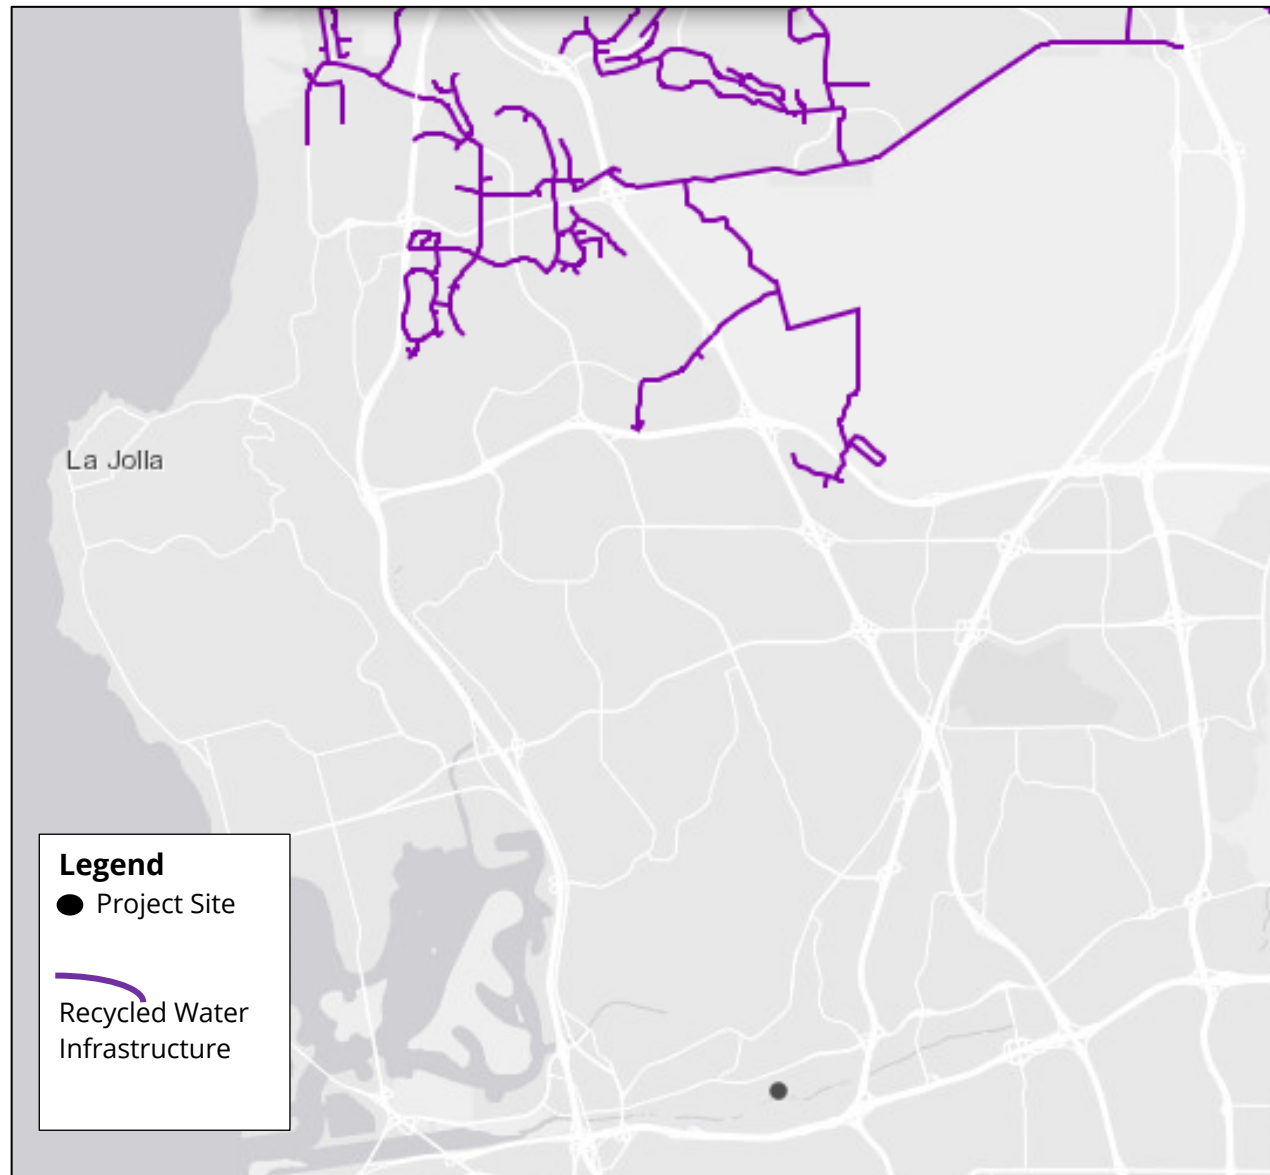 La Jolla
Legend
Project Site
Recycled Water
Infrastructure